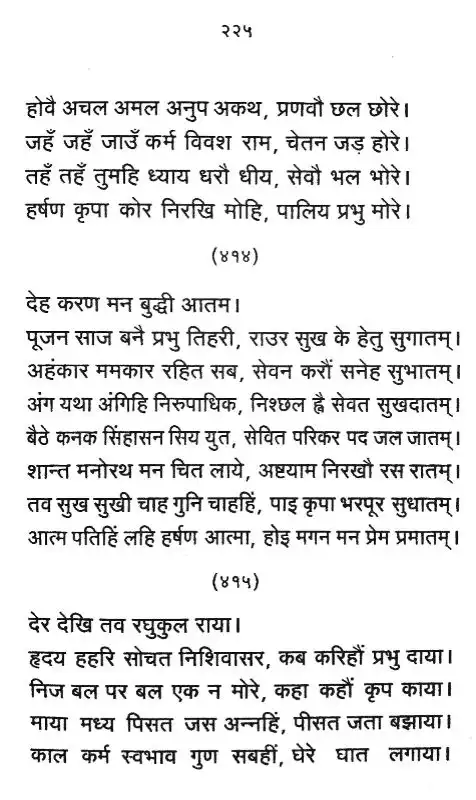 २२५
होवै अचल अमल अनुप अकथ, प्रणवौ छल छोरे।
जहँ जहँ जाउँ कर्म विवश राम, चेतन जड़ होरे।
तहँ तहँ तुमहि ध्याय धरौ धीय, सेवौ भल भोरे।
हर्षण कृपा कोर निरखि मोहि, पालिय प्रभु मोरे।
(४१४)
देह करण मन बुद्धी आतम।
पूजन साज बनै प्रभु तिहरी, राउर सुख के हेतु सुगातम्।
अहंकार ममकार रहित सब, सेवन करौं सनेह सुभातम्।
अंग यथा अंगिहि निरुपाधिक, निश्छल ह्वै सेवत सुखदातम्।
बैठे कनक सिंहासन सिय युत, सेवित परिकर पद जल जातम्।
शान्त मनोरथ मन चित लाये, अष्टयाम निरखौ रस रातम्।
तव सुख सुखी चाह गुनि चाहहिं, पाइ कृपा भरपूर सुधातम्।
आत्म पतिहिं लहि हर्षण आत्मा, होइ मगन मन प्रेम प्रमातम्।
(४१५)
देर देखि तव रघुकुल राया।
हृदय हहरि सोचत निशिवासर, कब करिहौं प्रभु दाया।
निज बल पर बल एक न मोरे, कहा कहौं कृप काया।
माया मध्य पिसत जस अन्नहिं, पीसत जता बझाया।
काल कर्म स्वभाव गुण सबहीं, घेरे घात लगाया।